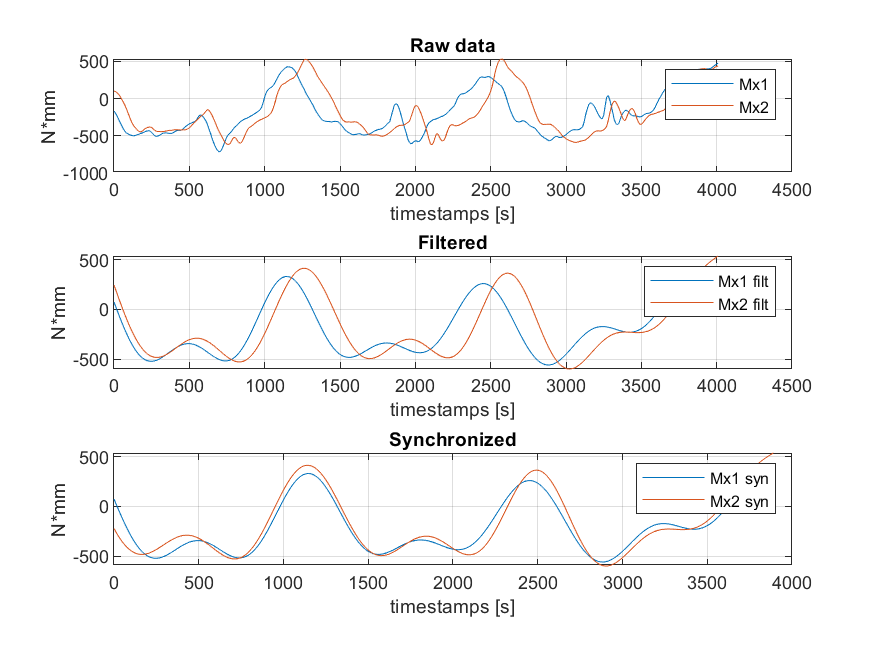 Raw data
500
0
-500
-1000
N*mm
Mx1
Mx2
0 500 1000 1500 2000 2500 3000 3500 4000 4500
timestamps [s]
Filtered
500
0
-500
N*mm
Mx1 filt
Mx2 filt
0 500 1000 1500 2000 2500 3000 3500 4000 4500
timestamps [s]
Synchronized
500
0
-500
N*mm
Mx1 syn
Mx2 syn
0 500 1000 1500 2000 2500 3000 3500 4000
timestamps [s]